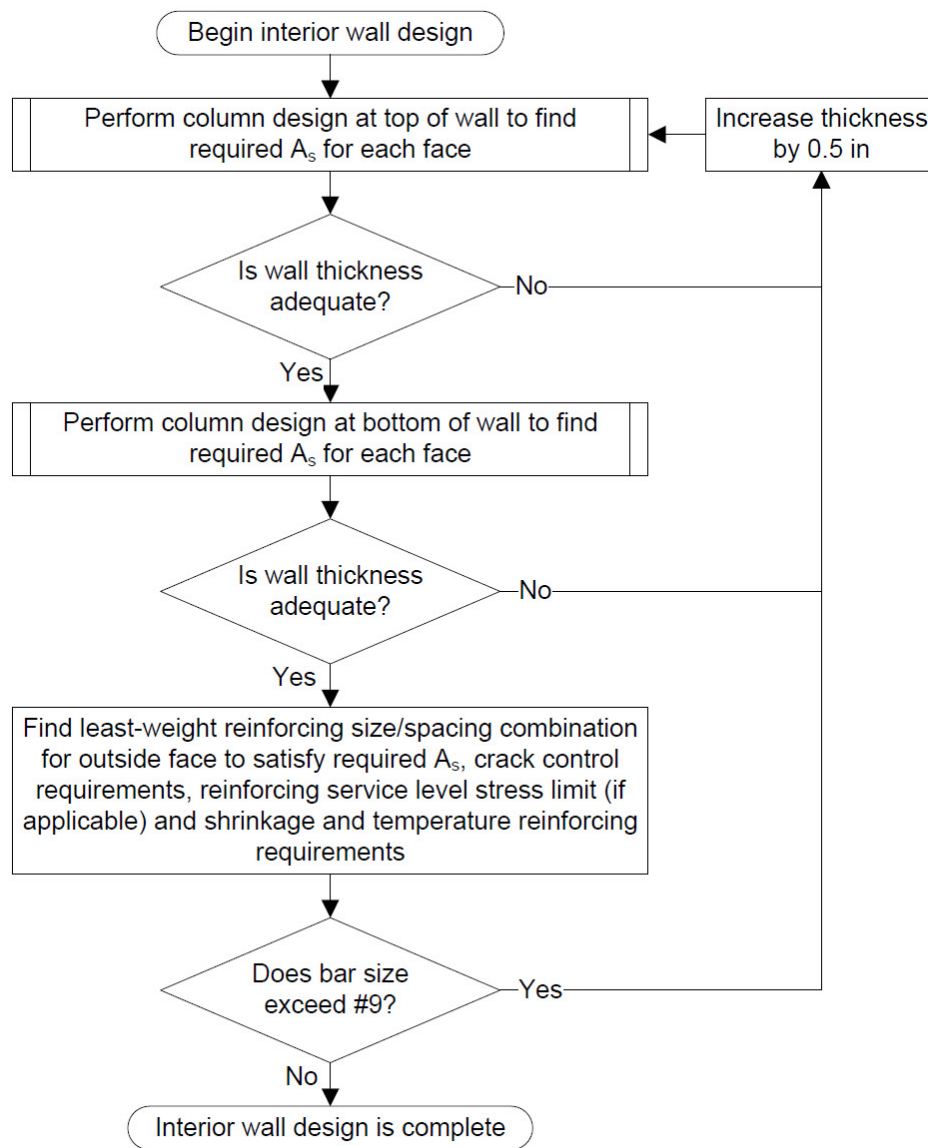 Begin interior wall design
Perform column design at top of wall to find
required Aₛ for each face
Increase thickness
by 0.5 in
Is wall thickness
adequate?
No
Yes
Perform column design at bottom of wall to find
required Aₛ for each face
Is wall thickness
adequate?
No
Yes
Find least-weight reinforcing size/spacing combination
for outside face to satisfy required Aₛ, crack control
requirements, reinforcing service level stress limit (if
applicable) and shrinkage and temperature reinforcing
requirements
Does bar size
exceed #9?
Yes
No
Interior wall design is complete